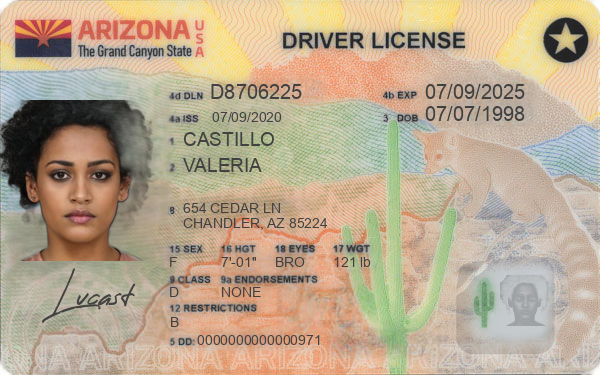 ARIZONA USA
The Grand Canyon State
DRIVER LICENSE
4d DLN D8706225 4b EXP 07/09/2025
4a ISS 07/09/2020 3 DOB 07/07/1998
1 CASTILLO
2 VALERIA
8 654 CEDAR LN
CHANDLER, AZ 85224
15 SEX 16 HGT 18 EYES 17 WGT
F 7'-01" BRO 121 lb
9 CLASS 9a ENDORSEMENTS
D NONE
12 RESTRICTIONS
B
5 DD: 0000000000000971
ARIZONA ARIZONA ARIZONA ARIZONA